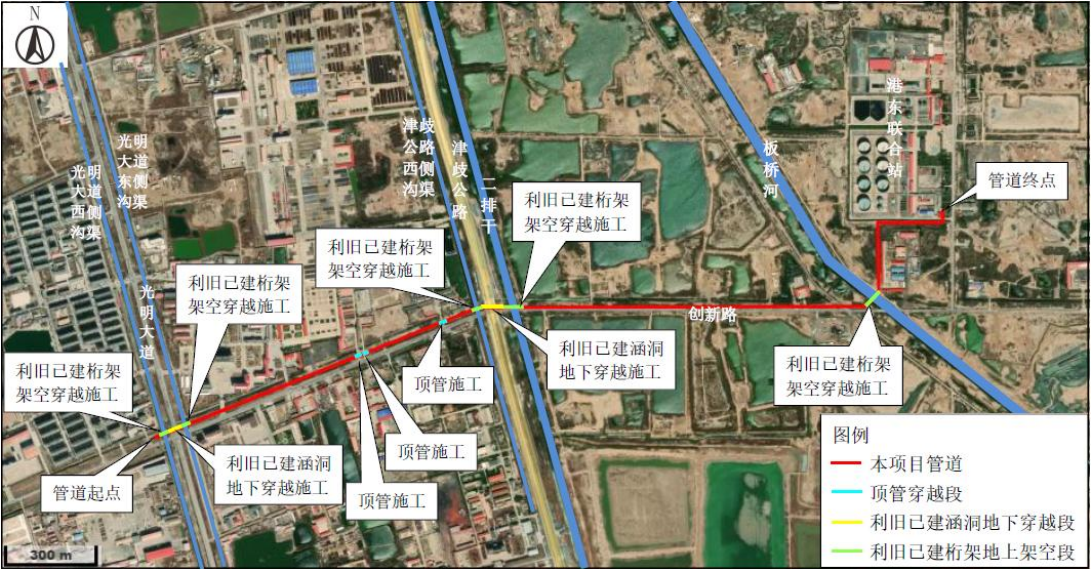 N
光明大道西侧沟渠
光明大道东侧沟渠
光明大道
津歧公路西侧沟渠
津歧公路
二排干
板桥河
港东联合站
管道终点
利旧已建桁架
架空穿越施工
利旧已建桁架
架空穿越施工
利旧已建桁架
架空穿越施工
创新路
利旧已建涵洞
地下穿越施工
利旧已建桁架
架空穿越施工
利旧已建桁架
架空穿越施工
顶管施工
顶管施工
顶管施工
利旧已建涵洞
地下穿越施工
管道起点
图例
本项目管道
顶管穿越段
利旧已建涵洞地下穿越段
利旧已建桁架地上架空段
300 m